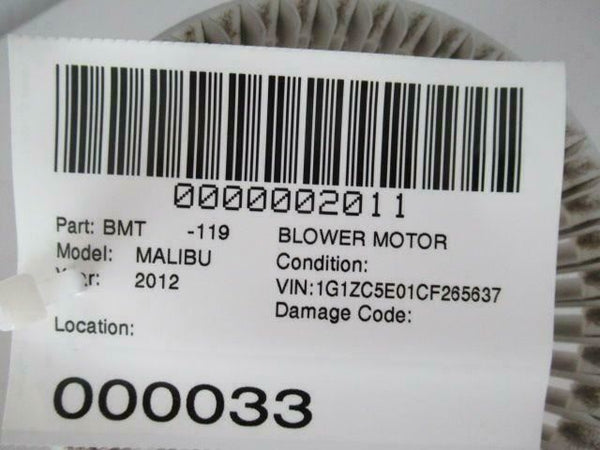 0000002011
Part: BMT -119 BLOWER MOTOR
Model: MALIBU Condition:
2012 VIN:1G1ZC5E01CF265637
Damage Code:
Location:
000033